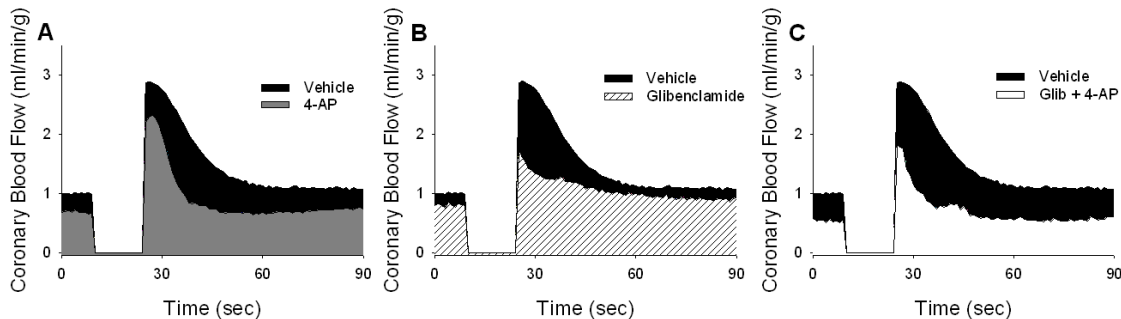 A
Coronary Blood Flow (ml/min/g)
3
2
1
0
Vehicle
4-AP
0
30
60
90
Time (sec)
B
Coronary Blood Flow (ml/min/g)
3
2
1
0
Vehicle
Glibenclamide
0
30
60
90
Time (sec)
C
Coronary Blood Flow (ml/min/g)
3
2
1
0
Vehicle
Glib + 4-AP
0
30
60
90
Time (sec)